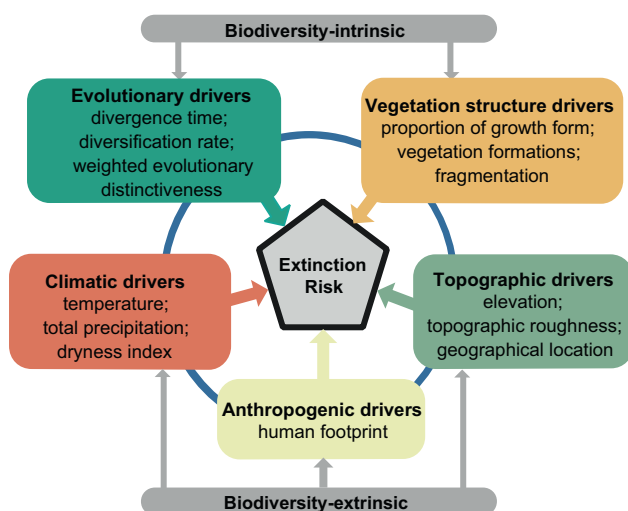 Biodiversity-intrinsic
Evolutionary drivers
divergence time;
diversification rate;
weighted evolutionary
distinctiveness
Vegetation structure drivers
proportion of growth form;
vegetation formations;
fragmentation
Extinction
Risk
Climatic drivers
temperature;
total precipitation;
dryness index
Topographic drivers
elevation;
topographic roughness;
geographical location
Anthropogenic drivers
human footprint
Biodiversity-extrinsic